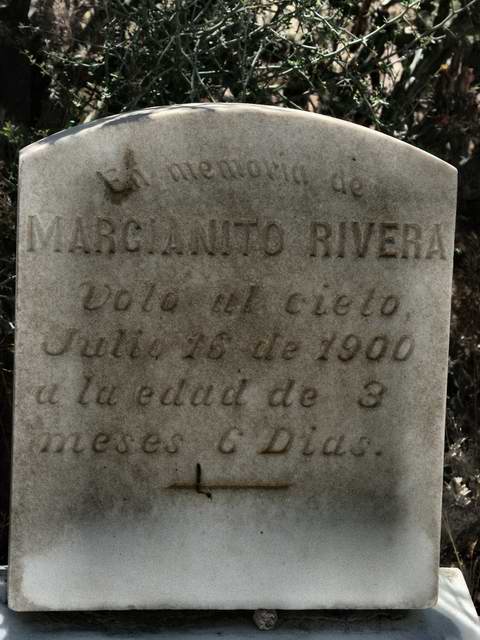 En memoria de
MARCIANITO RIVERA
Volo al cielo,
Julio 16 de 1900
a la edad de 3
meses 6 Dias.